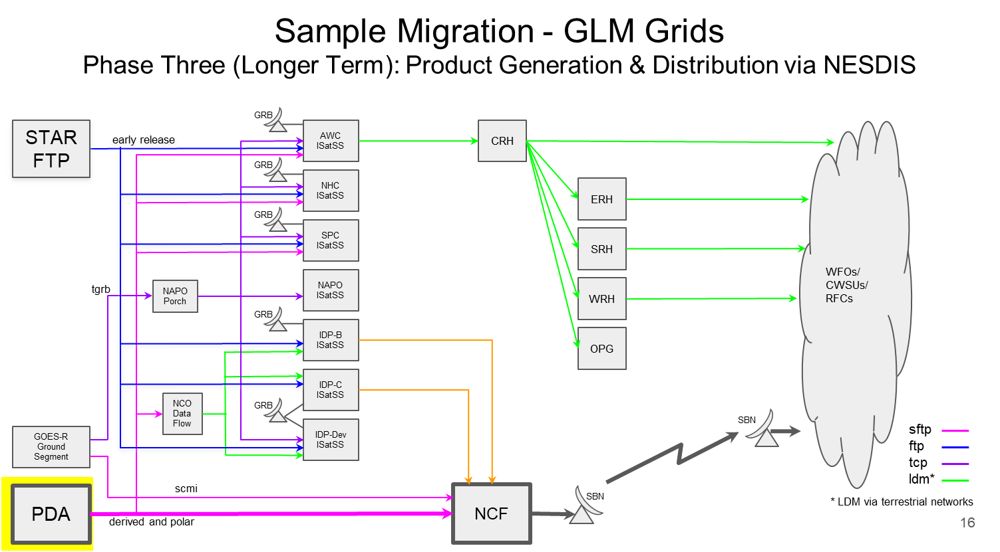 Sample Migration - GLM Grids
Phase Three (Longer Term): Product Generation & Distribution via NESDIS
STAR
FTP
early release
GRB
AWC
ISatSS
CRH
GRB
NHC
ISatSS
ERH
GRB
SPC
ISatSS
SRH
tgrb
NAPO
Porch
NAPO
ISatSS
WRH
WFOs/
CWSUs/
RFCs
GRB
IDP-B
ISatSS
OPG
IDP-C
ISatSS
NCO
Data
Flow
GRB
IDP-Dev
ISatSS
GOES-R
Ground
Segment
SBN
sftp
ftp
tcp
ldm*
scmi
SBN
* LDM via terrestrial networks
PDA
derived and polar
NCF
16